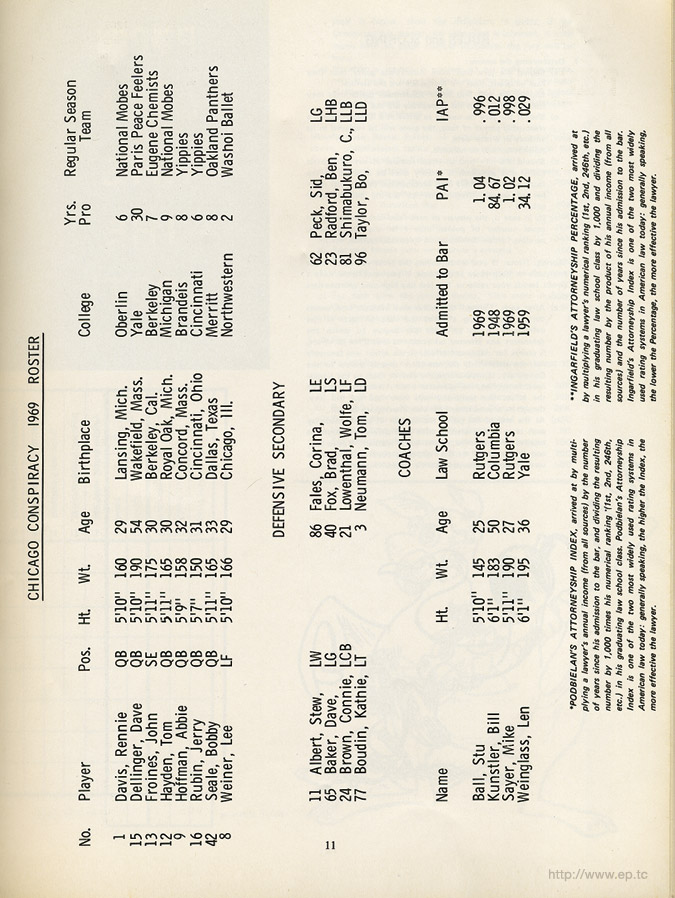 CHICAGO CONSPIRACY 1969 ROSTER
No. Player Pos. Ht. Wt. Age Birthplace College Yrs. Pro Regular Season Team
1 Davis, Rennie QB 5'10" 160 29 Lansing, Mich. Oberlin 6 National Mobes
15 Dellinger, Dave QB 5'10" 190 54 Wakefield, Mass. Yale 30 Paris Peace Feelers
13 Froines, John SE 5'11" 175 30 Berkeley, Cal. Berkeley 7 Eugene Chemists
12 Hayden, Tom QB 5'11" 165 30 Royal Oak, Mich. Michigan 9 National Mobes
9 Hoffman, Abbie QB 5'9" 158 32 Concord, Mass. Brandeis 8 Yippies
16 Rubin, Jerry QB 5'7" 150 31 Cincinnati, Ohio Cincinnati 6 Yippies
42 Seale, Bobby QB 5'11" 165 33 Dallas, Texas Merritt 8 Oakland Panthers
8 Weiner, Lee LF 5'10" 166 29 Chicago, Ill. Northwestern 2 Washoi Ballet
DEFENSIVE SECONDARY
11 Albert, Stew, LW 86 Fales, Corina, LE 62 Peck, Sid, LG
65 Baker, Dave, LG 40 Fox, Brad, LS 23 Radford, Ben, LHB
24 Brown, Connie, LCB 21 Lowenthal, Wolfe, LF 81 Shimabukuro, C., LLB
77 Boudin, Kathie, LT 3 Neumann, Tom, LD 96 Taylor, Bo, LLD
COACHES
Name Ht. Wt. Age Law School Admitted to Bar PAI* IAP**
Ball, Stu 5'10" 145 25 Rutgers 1969 1.04 .996
Kunstler, Bill 6'1" 183 50 Columbia 1948 84.67 .012
Sayer, Mike 5'11" 190 27 Rutgers 1969 1.02 .998
Weinglass, Len 6'1" 195 36 Yale 1959 34.12 .029
*PODBIELAN'S ATTORNEYSHIP INDEX, arrived at by multi-
plying a lawyer's annual income (from all sources) by the number
of years since his admission to the bar, and dividing the resulting
number by 1,000 times his numerical ranking '1st, 2nd, 246th,
etc.) in his graduating law school class. Podbielan's Attorneyship
Index is one of the two most widely used rating systems in
American law today: generally speaking, the higher the Index, the
more effective the lawyer.
**INGARFIELD'S ATTORNEYSHIP PERCENTAGE, arrived at
by multiplying a lawyer's numerical ranking (1st, 2nd, 246th, etc.)
in his graduating law school class by 1,000 and dividing the
resulting number by the product of his annual income (from all
sources) and the number of years since his admission to the bar.
Ingarfield's Attorneyship Index is one of the two most widely
used rating systems in American law today: generally speaking,
the lower the Percentage, the more effective the lawyer.
11
http://www.ep.tc